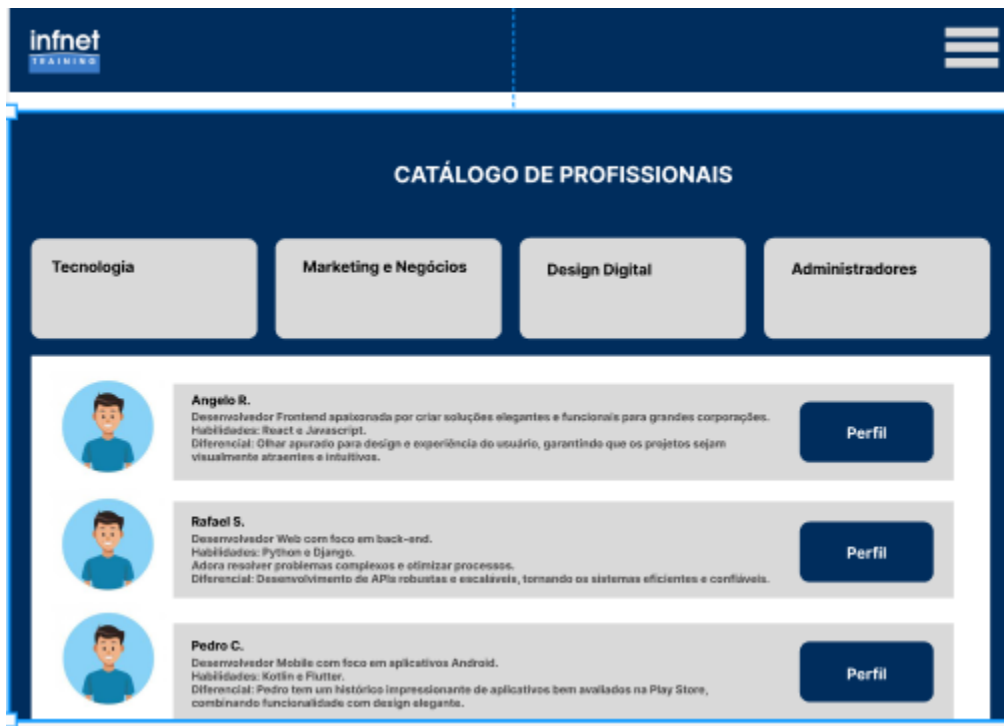 infnet
TRAINING
CATÁLOGO DE PROFISSIONAIS
Tecnologia
Marketing e Negócios
Design Digital
Administradores
Angelo R.
Desenvolvedor Frontend apaixonada por criar soluções elegantes e funcionais para grandes corporações.
Habilidades: React e Javascript.
Diferencial: Olhar apurado para design e experiência do usuário, garantindo que os projetos sejam
visualmente atraentes e intuitivos.
Perfil
Rafael S.
Desenvolvedor Web com foco em back-end.
Habilidades: Python e Django.
Adora resolver problemas complexos e otimizar processos.
Diferencial: Desenvolvimento de APIs robustas e escaláveis, tornando os sistemas eficientes e confiáveis.
Perfil
Pedro C.
Desenvolvedor Mobile com foco em aplicativos Android.
Habilidades: Kotlin e Flutter.
Diferencial: Pedro tem um histórico impressionante de aplicativos bem avaliados na Play Store,
combinando funcionalidade com design elegante.
Perfil